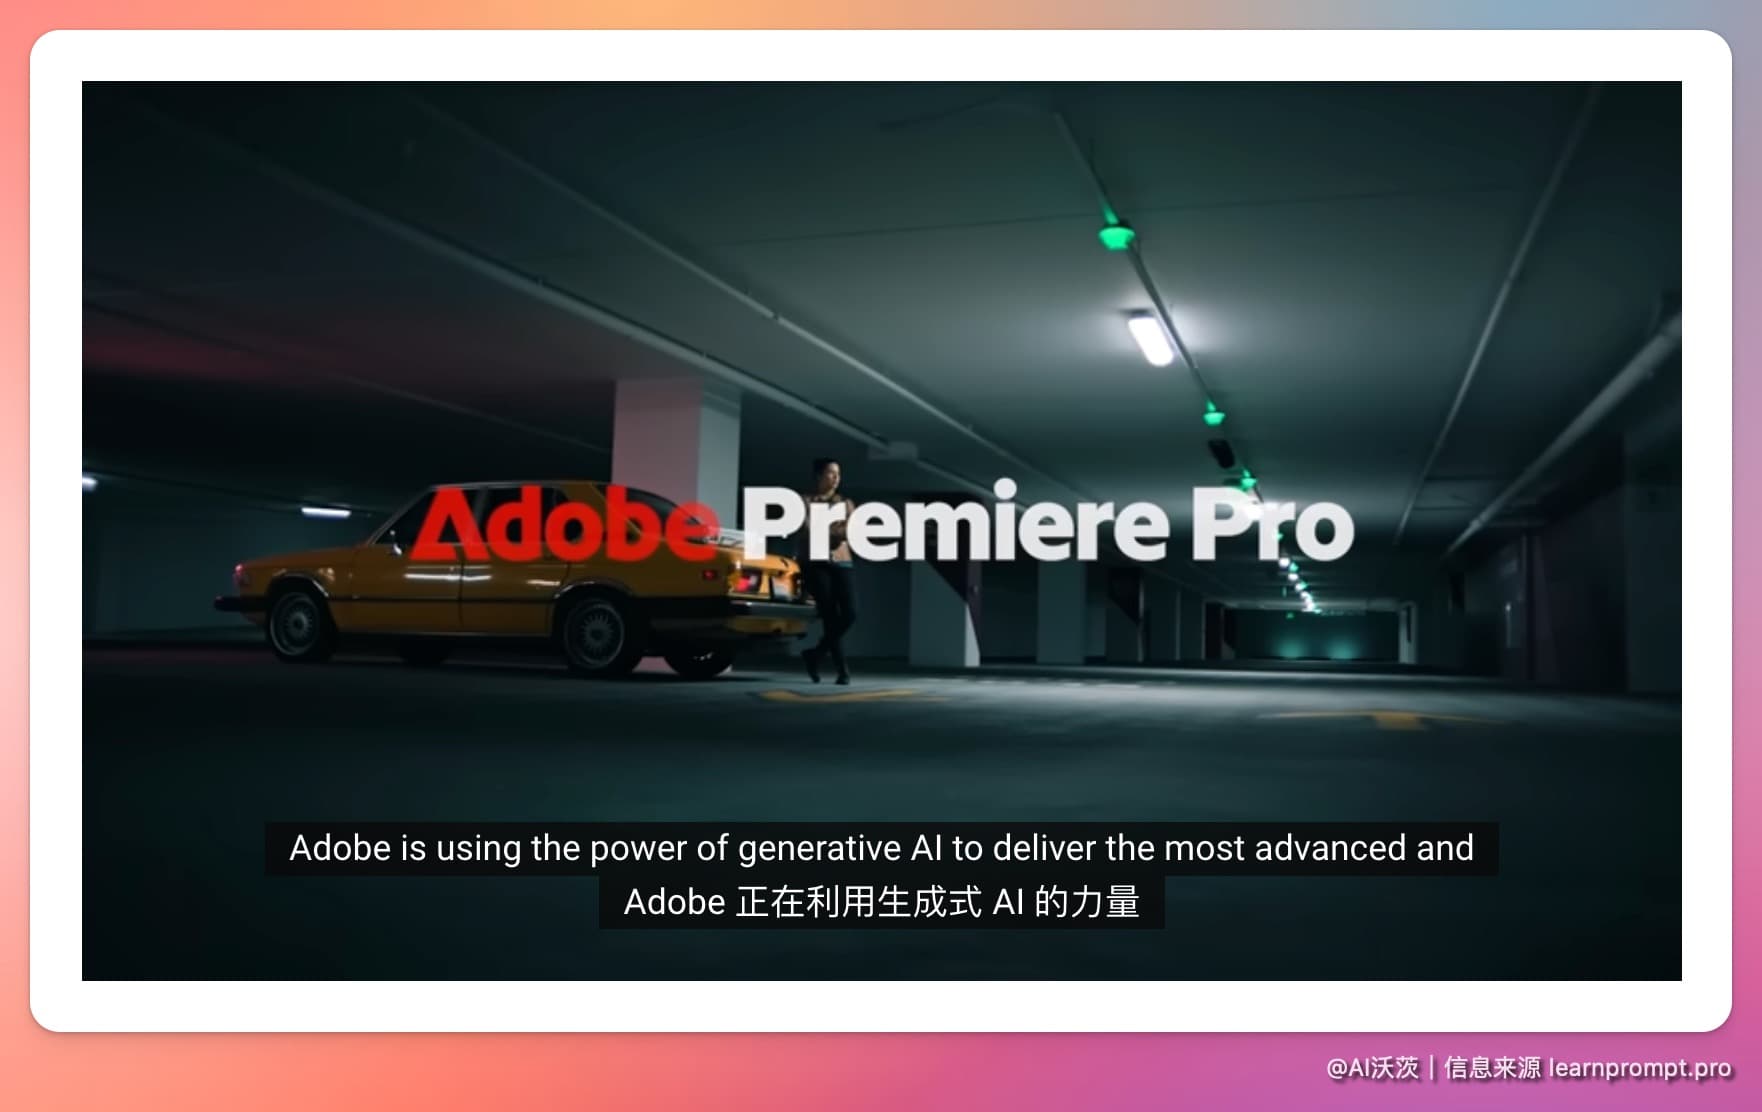 Adobe Premiere Pro
Adobe is using the power of generative AI to deliver the most advanced and
Adobe 正在利用生成式 AI 的力量
@AI沃茨 | 信息来源 learnprompt.pro